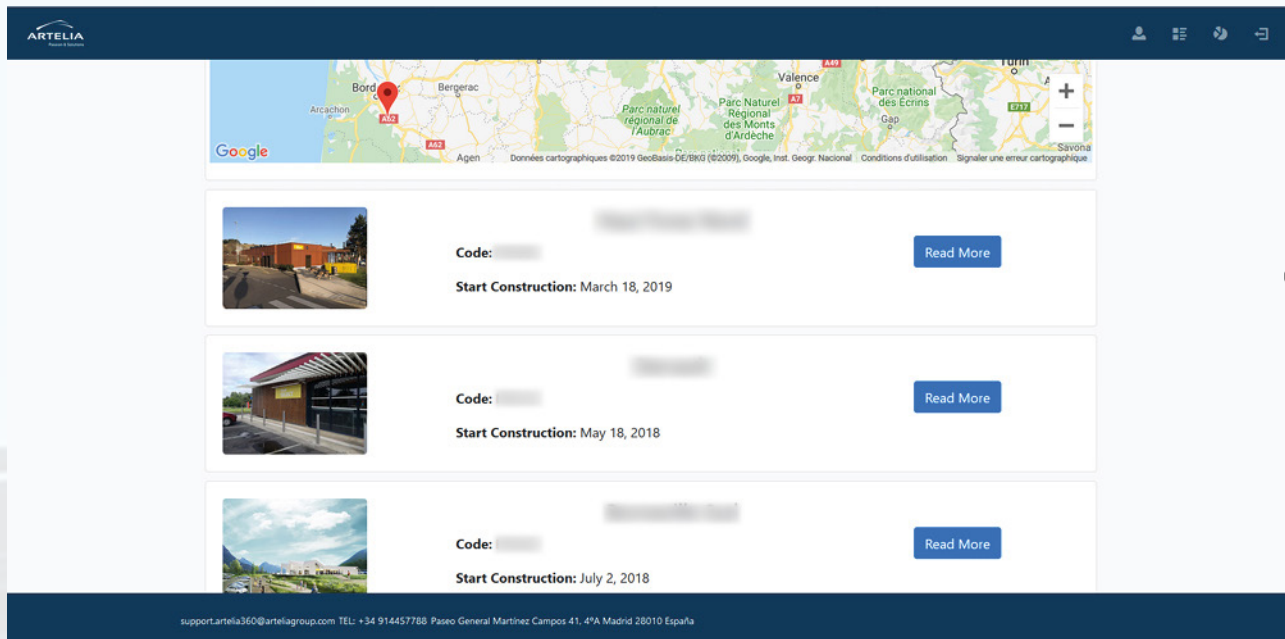 ARTELIA
Passion & Solutions
Bord
Bergerac
Arcachon
A62
A62
Agen
Parc naturel
régional de
l'Aubrac
Valence
A49
A7
Parc Naturel
Régional
des Monts
d'Ardèche
Parc national
des Écrins
Gap
Turin
E717
Savona
+
−
Google
Données cartographiques ©2019 GeoBasis-DE/BKG (©2009), Google, Inst. Geogr. Nacional
Conditions d'utilisation
Signaler une erreur cartographique
Code:
Start Construction: March 18, 2019
Read More
Code:
Start Construction: May 18, 2018
Read More
Code:
Start Construction: July 2, 2018
Read More
support.artelia360@arteliagroup.com TEL: +34 914457788 Paseo General Martínez Campos 41, 4ºA Madrid 28010 España